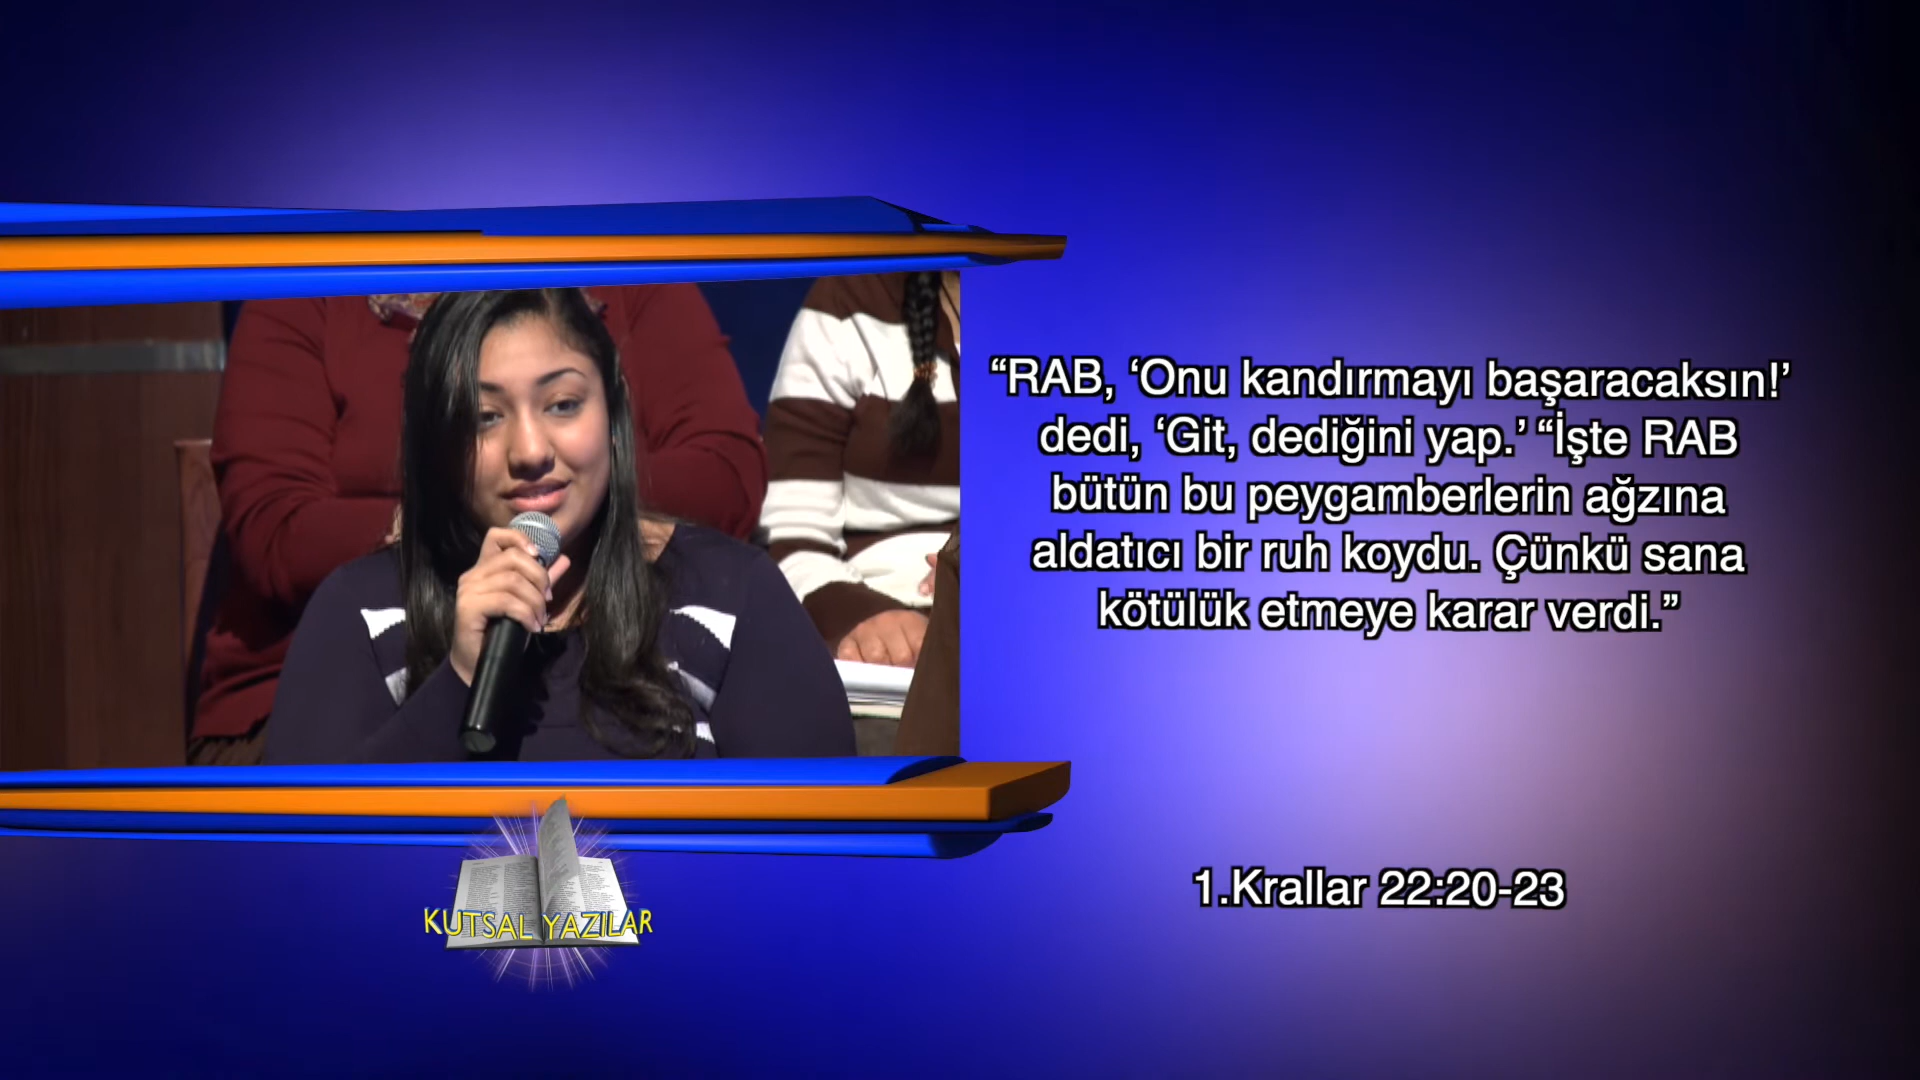 “RAB, ‘Onu kandırmayı başaracaksın!’
dedi, ‘Git, dediğini yap.’ “İşte RAB
bütün bu peygamberlerin ağzına
aldatıcı bir ruh koydu. Çünkü sana
kötülük etmeye karar verdi.”
1.Krallar 22:20-23
KUTSAL YAZILAR